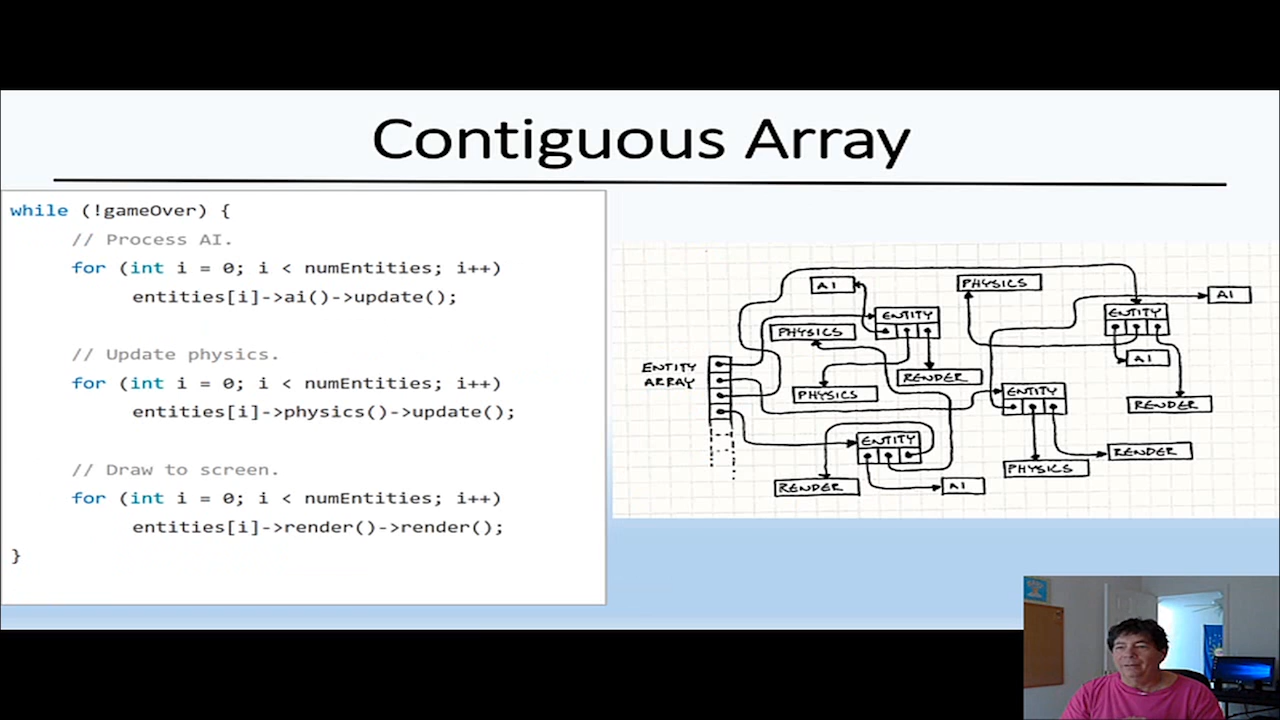 Contiguous Array
while (!gameOver) {
// Process AI.
for (int i = 0; i < numEntities; i++)
entities[i]->ai()->update();
// Update physics.
for (int i = 0; i < numEntities; i++)
entities[i]->physics()->update();
// Draw to screen.
for (int i = 0; i < numEntities; i++)
entities[i]->render()->render();
}
ENTITY
ARRAY
AI
PHYSICS
AI
ENTITY
ENTITY
PHYSICS
AI
RENDER
PHYSICS
ENTITY
RENDER
ENTITY
RENDER
PHYSICS
RENDER
AI